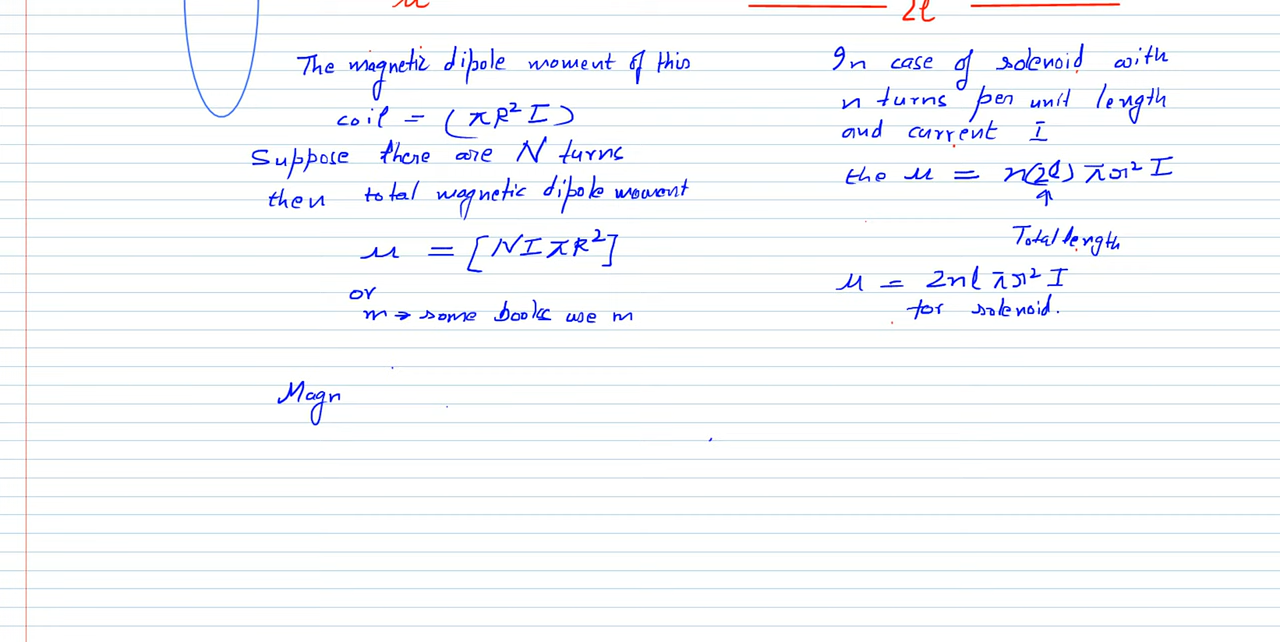 μ
2l
The magnetic dipole moment of this
coil = (πR² I)
Suppose there are N turns
then total magnetic dipole moment
μ = [NIπR²]
or
m → some books use m
Magn
In case of solenoid with
n turns per unit length
and current I
the μ = n(2l) πr² I
Total length
μ = 2nl πr² I
for solenoid.